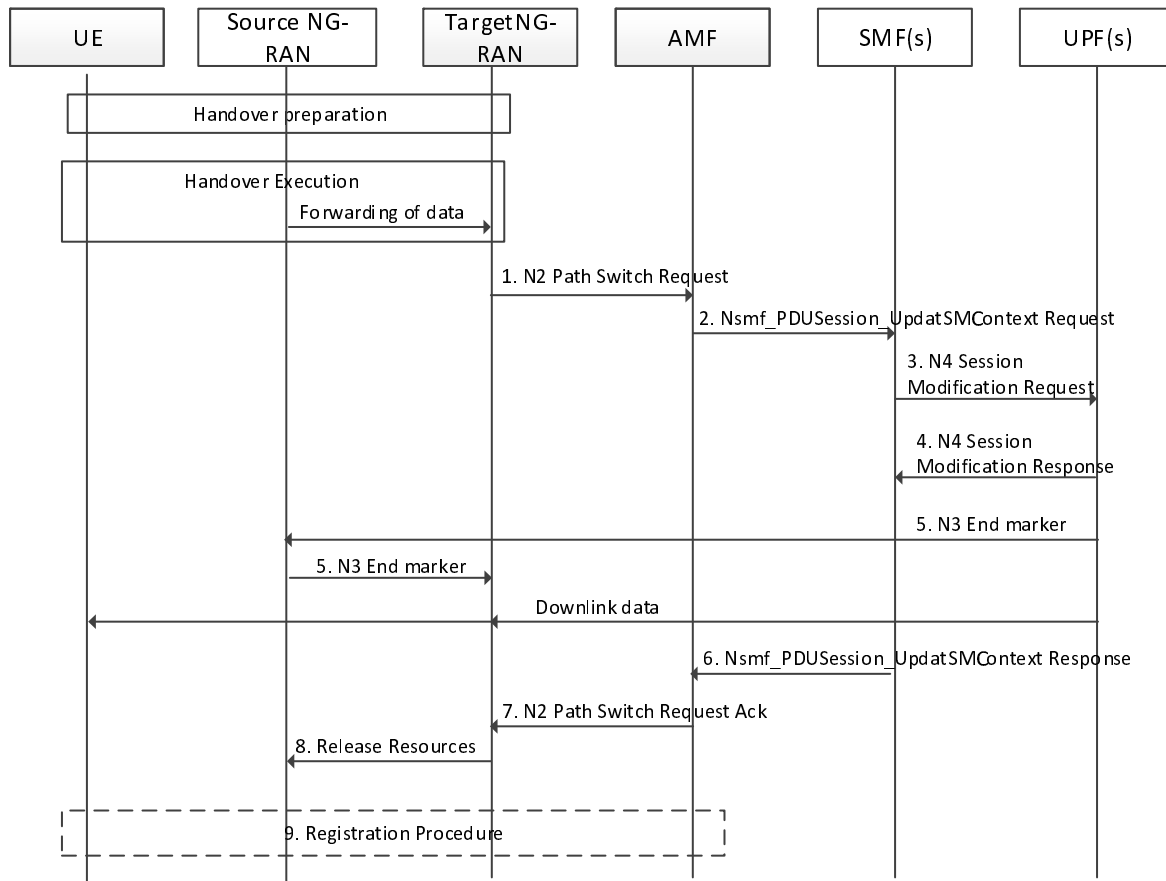 UE
Source NG-
RAN
TargetNG-
RAN
AMF
SMF(s)
UPF(s)
Handover preparation
Handover Execution
Forwarding of data
1. N2 Path Switch Request
2. Nsmf_PDUSession_UpdatSMContext Request
3. N4 Session
Modification Request
4. N4 Session
Modification Response
5. N3 End marker
5. N3 End marker
Downlink data
6. Nsmf_PDUSession_UpdatSMContext Response
7. N2 Path Switch Request Ack
8. Release Resources
9. Registration Procedure